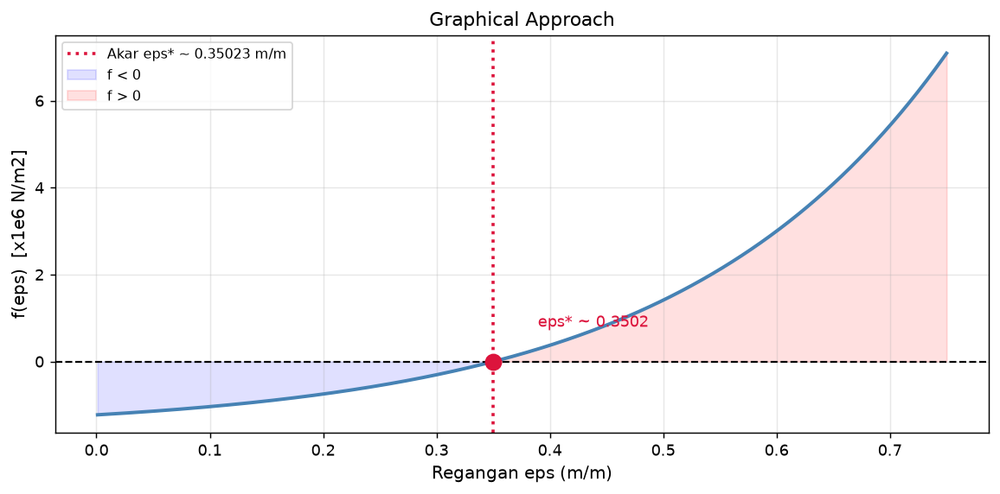 Graphical Approach
Akar eps* ~ 0.35023 m/m
f < 0
f > 0
f(eps)  [x1e6 N/m2]
6
4
2
0
eps* ~ 0.3502
0.0 0.1 0.2 0.3 0.4 0.5 0.6 0.7
Regangan eps (m/m)